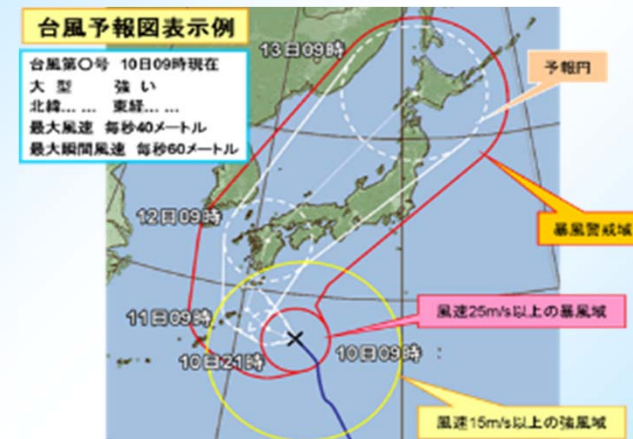 台風予報図表示例
台風第〇号 10日09時現在
大 型 強 い
北緯... ... 東経... ...
最大風速 毎秒40メートル
最大瞬間風速 毎秒60メートル
13日09時
予報円
12日09時
暴風警戒域
11日09時
風速25m/s以上の暴風域
10日21時
10日09時
風速15m/s以上の強風域